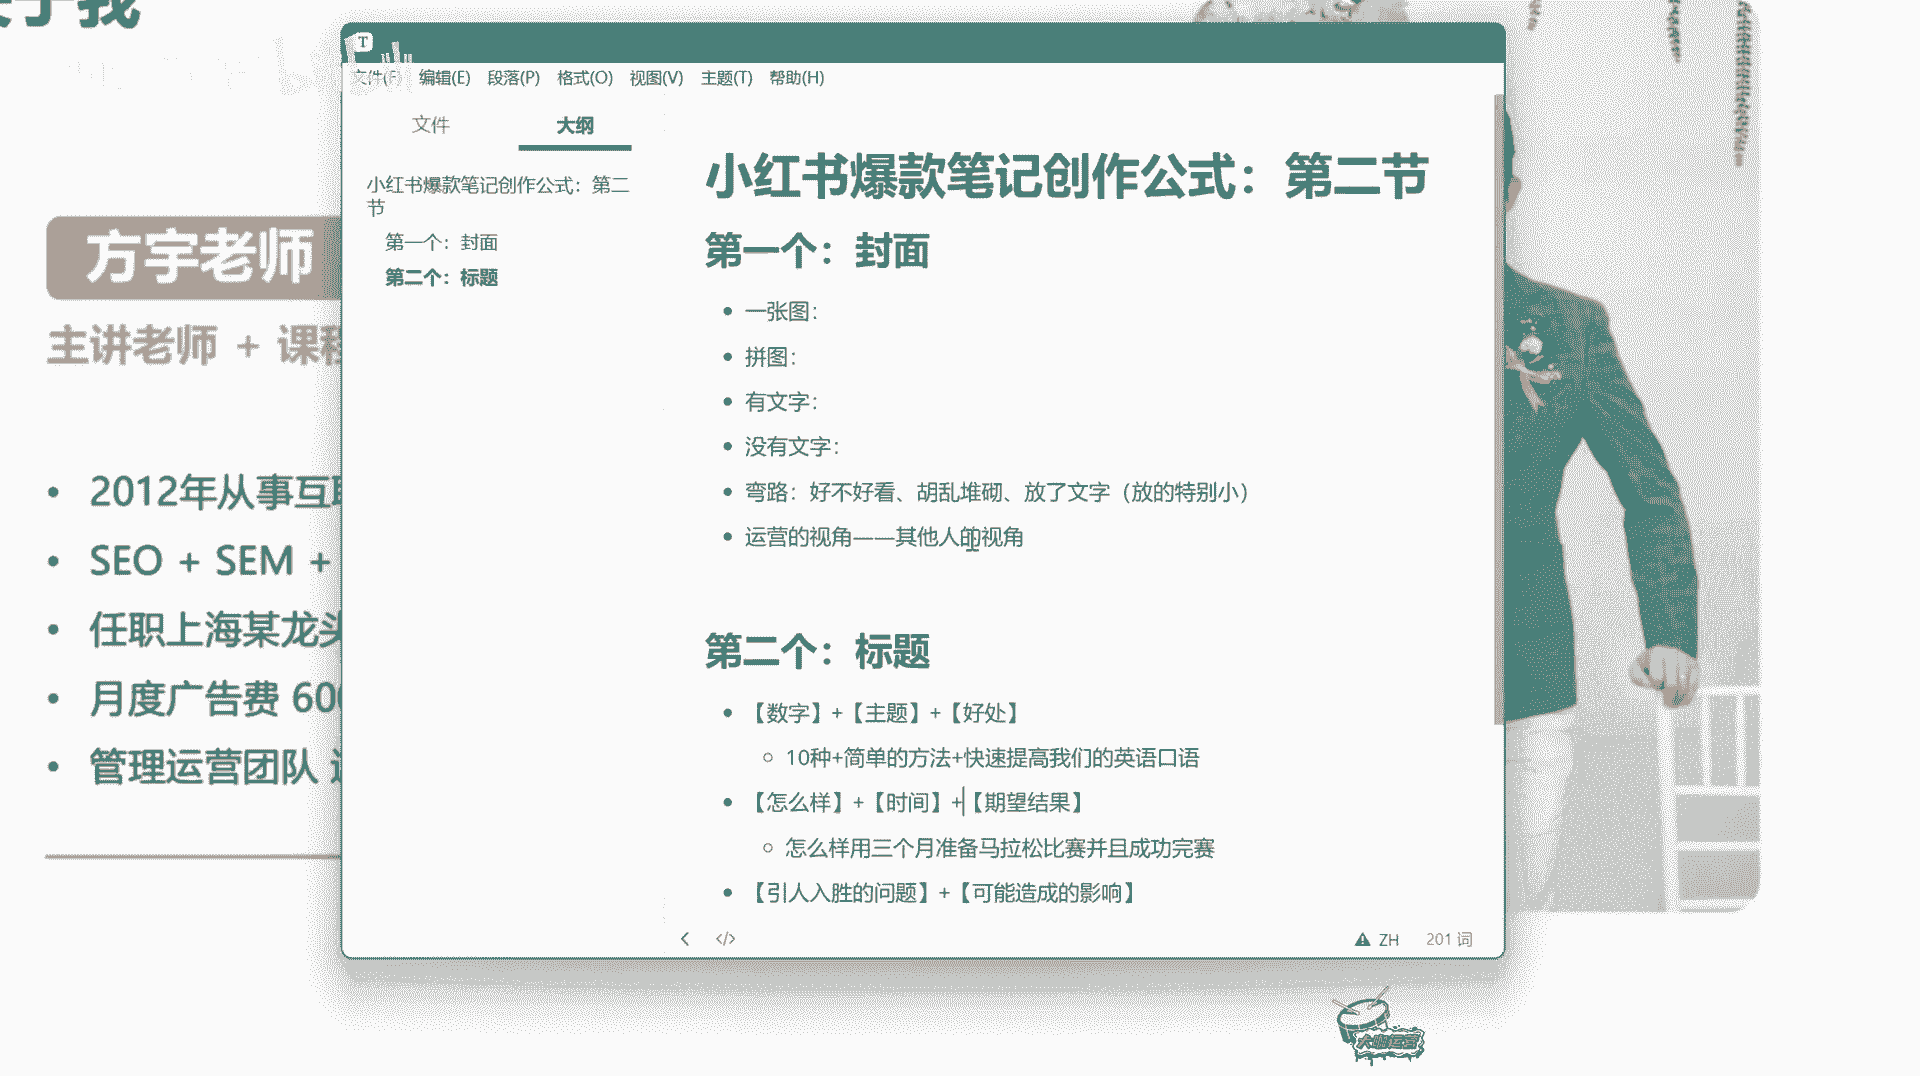 关于我
T
文件(F) 编辑(E) 段落(P) 格式(O) 视图(V) 主题(T) 帮助(H)
文件 大纲
小红书爆款笔记创作公式：第二
节
第一个：封面
第二个：标题
小红书爆款笔记创作公式：第二节
第一个：封面
一张图：
拼图：
有文字：
没有文字：
弯路：好不好看、胡乱堆砌、放了文字（放的特别小）
运营的视角——其他人的视角
第二个：标题
【数字】+【主题】+【好处】
10种+简单的方法+快速提高我们的英语口语
【怎么样】+【时间】+【期望结果】
怎么样用三个月准备马拉松比赛并且成功完赛
【引人入胜的问题】+【可能造成的影响】
</> ZH 201 词
方宇老师
主讲老师 + 课
2012年从事互
SEO + SEM +
任职上海某龙头
月度广告费 600
管理运营团队
大鼓运营